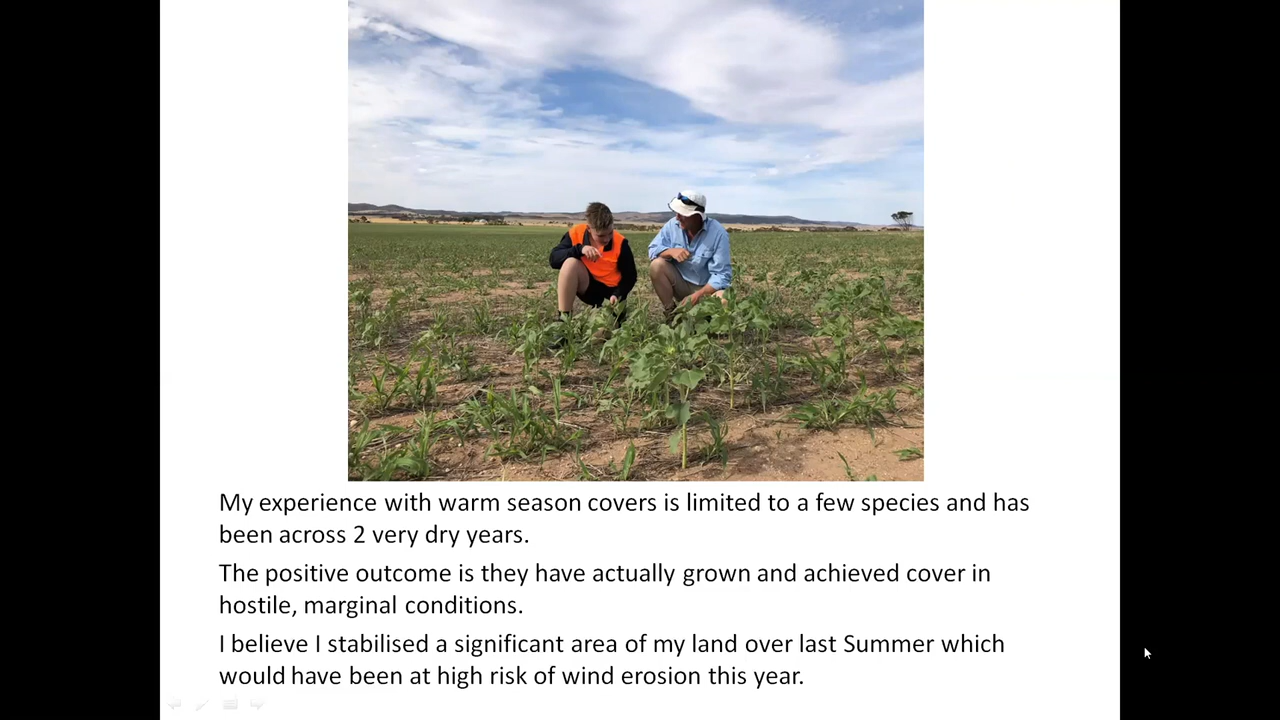 My experience with warm season covers is limited to a few species and has
been across 2 very dry years.
The positive outcome is they have actually grown and achieved cover in
hostile, marginal conditions.
I believe I stabilised a significant area of my land over last Summer which
would have been at high risk of wind erosion this year.